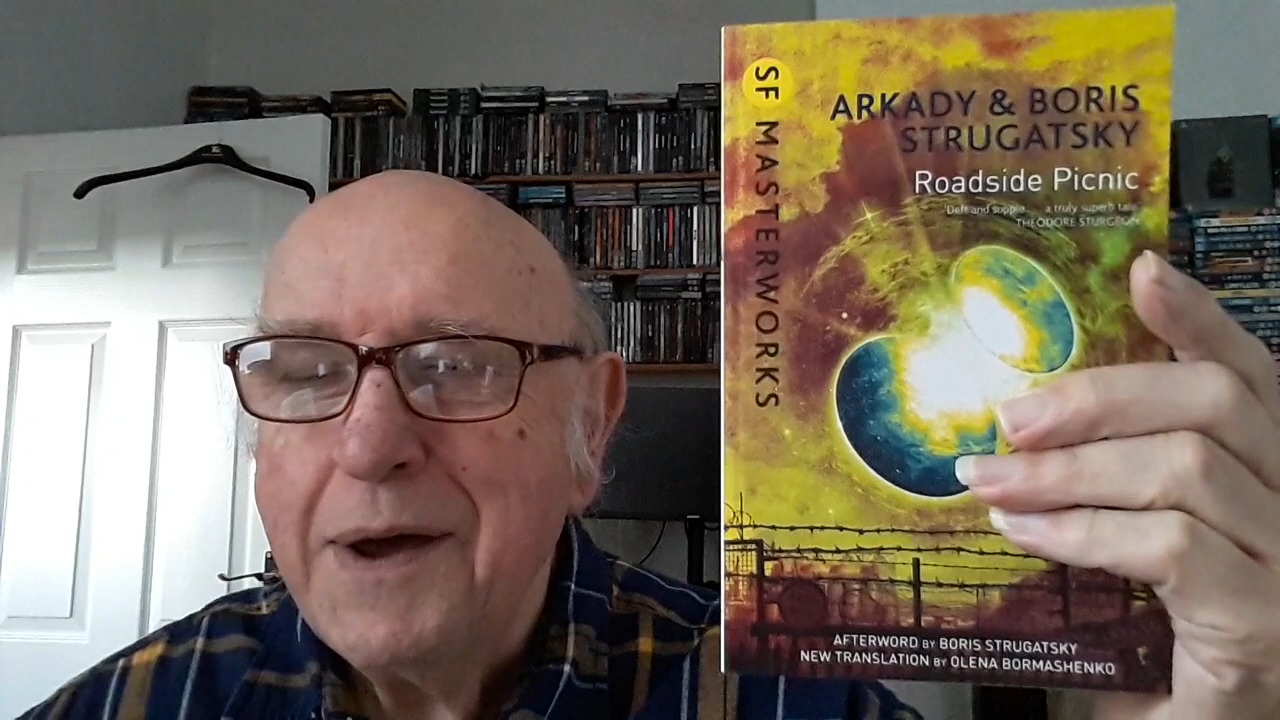 SF MASTERWORKS
ARKADY & BORIS
STRUGATSKY
Roadside Picnic
'Deft and supple... a truly superb tale'
THEODORE STURGEON
AFTERWORD BY BORIS STRUGATSKY
NEW TRANSLATION BY OLENA BORMASHENKO